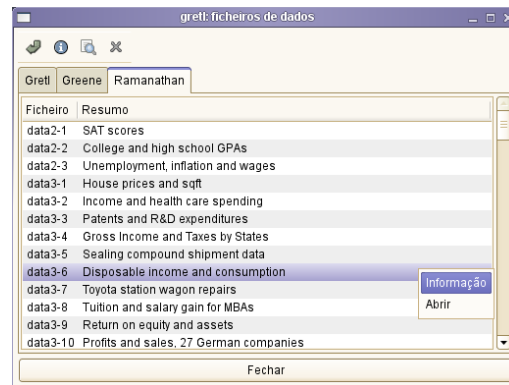 gretl: ficheiros de dados
Gretl Greene Ramanathan
Ficheiro Resumo
data2-1 SAT scores
data2-2 College and high school GPAs
data2-3 Unemployment, inflation and wages
data3-1 House prices and sqft
data3-2 Income and health care spending
data3-3 Patents and R&D expenditures
data3-4 Gross Income and Taxes by States
data3-5 Sealing compound shipment data
data3-6 Disposable income and consumption
Informação
data3-7 Toyota station wagon repairs
Abrir
data3-8 Tuition and salary gain for MBAs
data3-9 Return on equity and assets
data3-10 Profits and sales, 27 German companies
Fechar